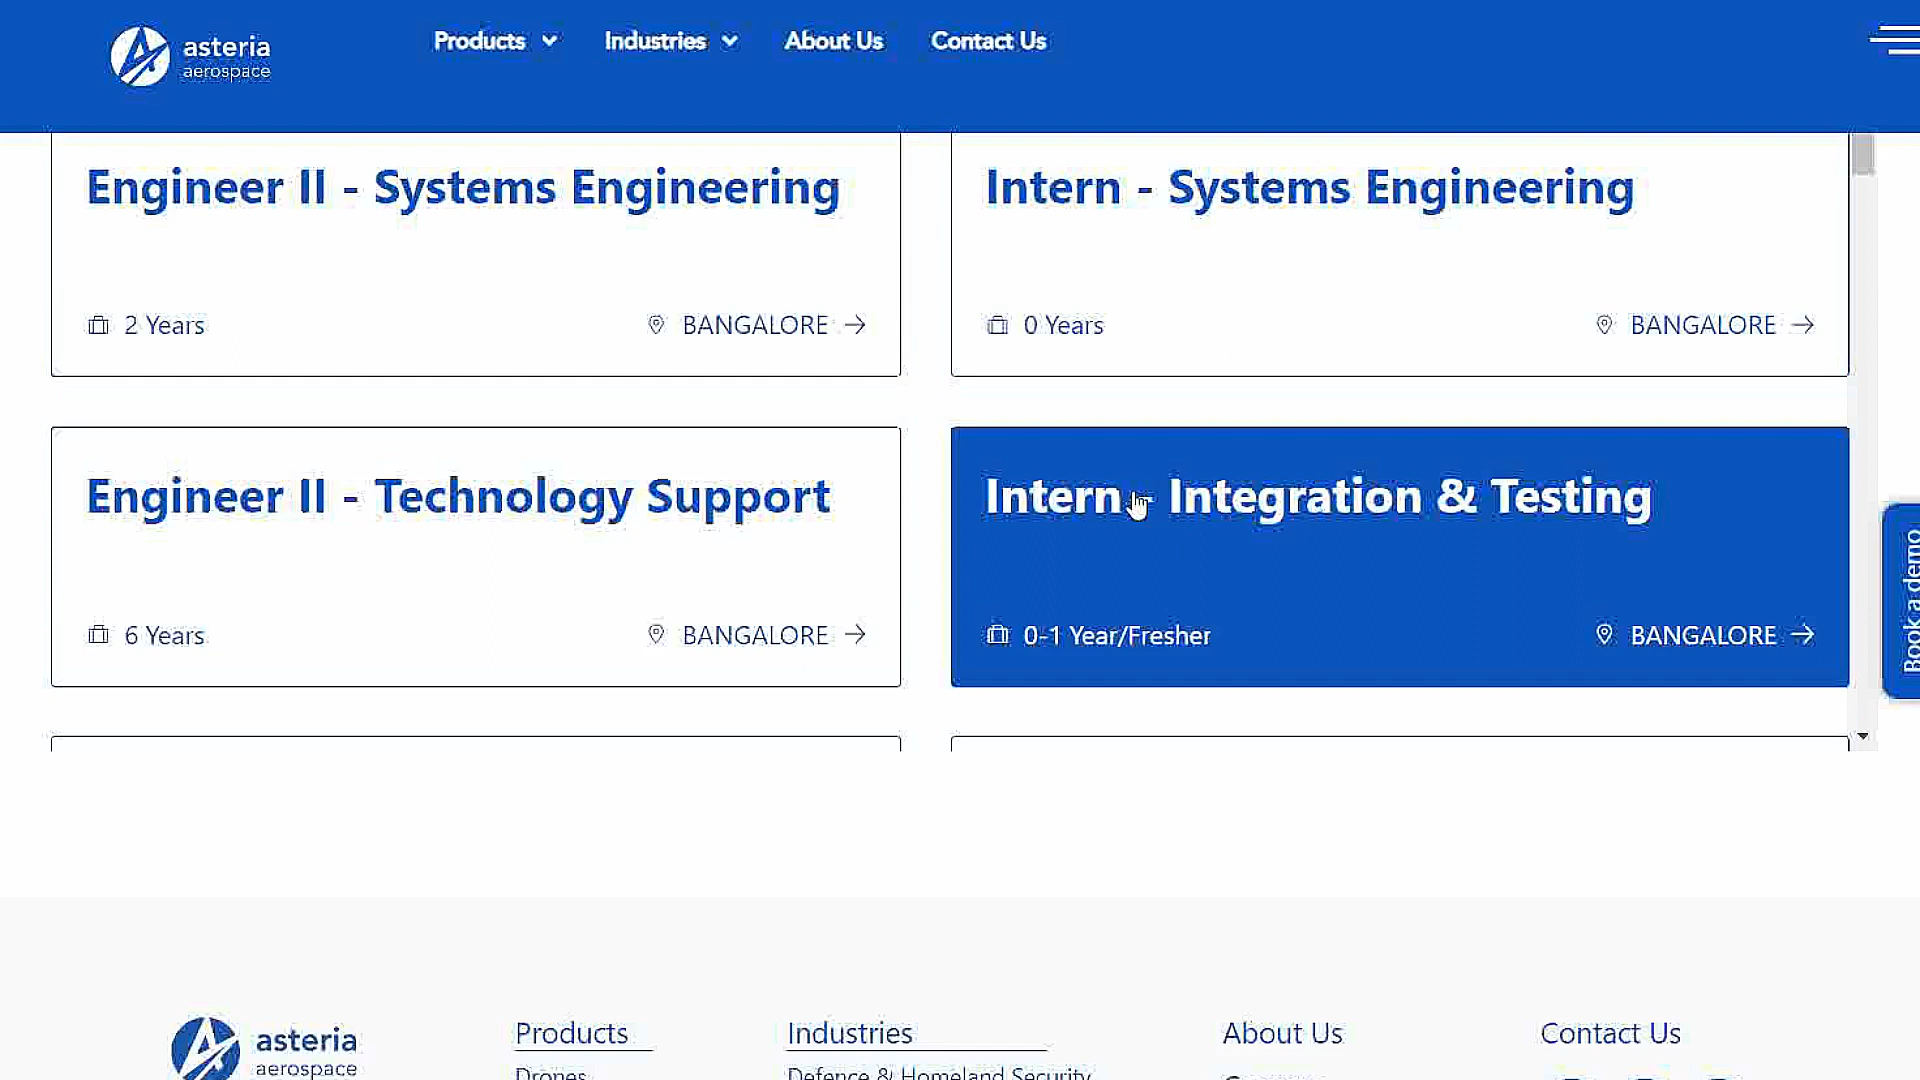 asteria
aerospace
Products
Industries
About Us
Contact Us
Engineer II - Systems Engineering
2 Years
BANGALORE
Intern - Systems Engineering
0 Years
BANGALORE
Engineer II - Technology Support
6 Years
BANGALORE
Intern - Integration & Testing
0-1 Year/Fresher
BANGALORE
Book a demo
asteria
aerospace
Products
Industries
About Us
Contact Us
Drones
Defence & Homeland Security